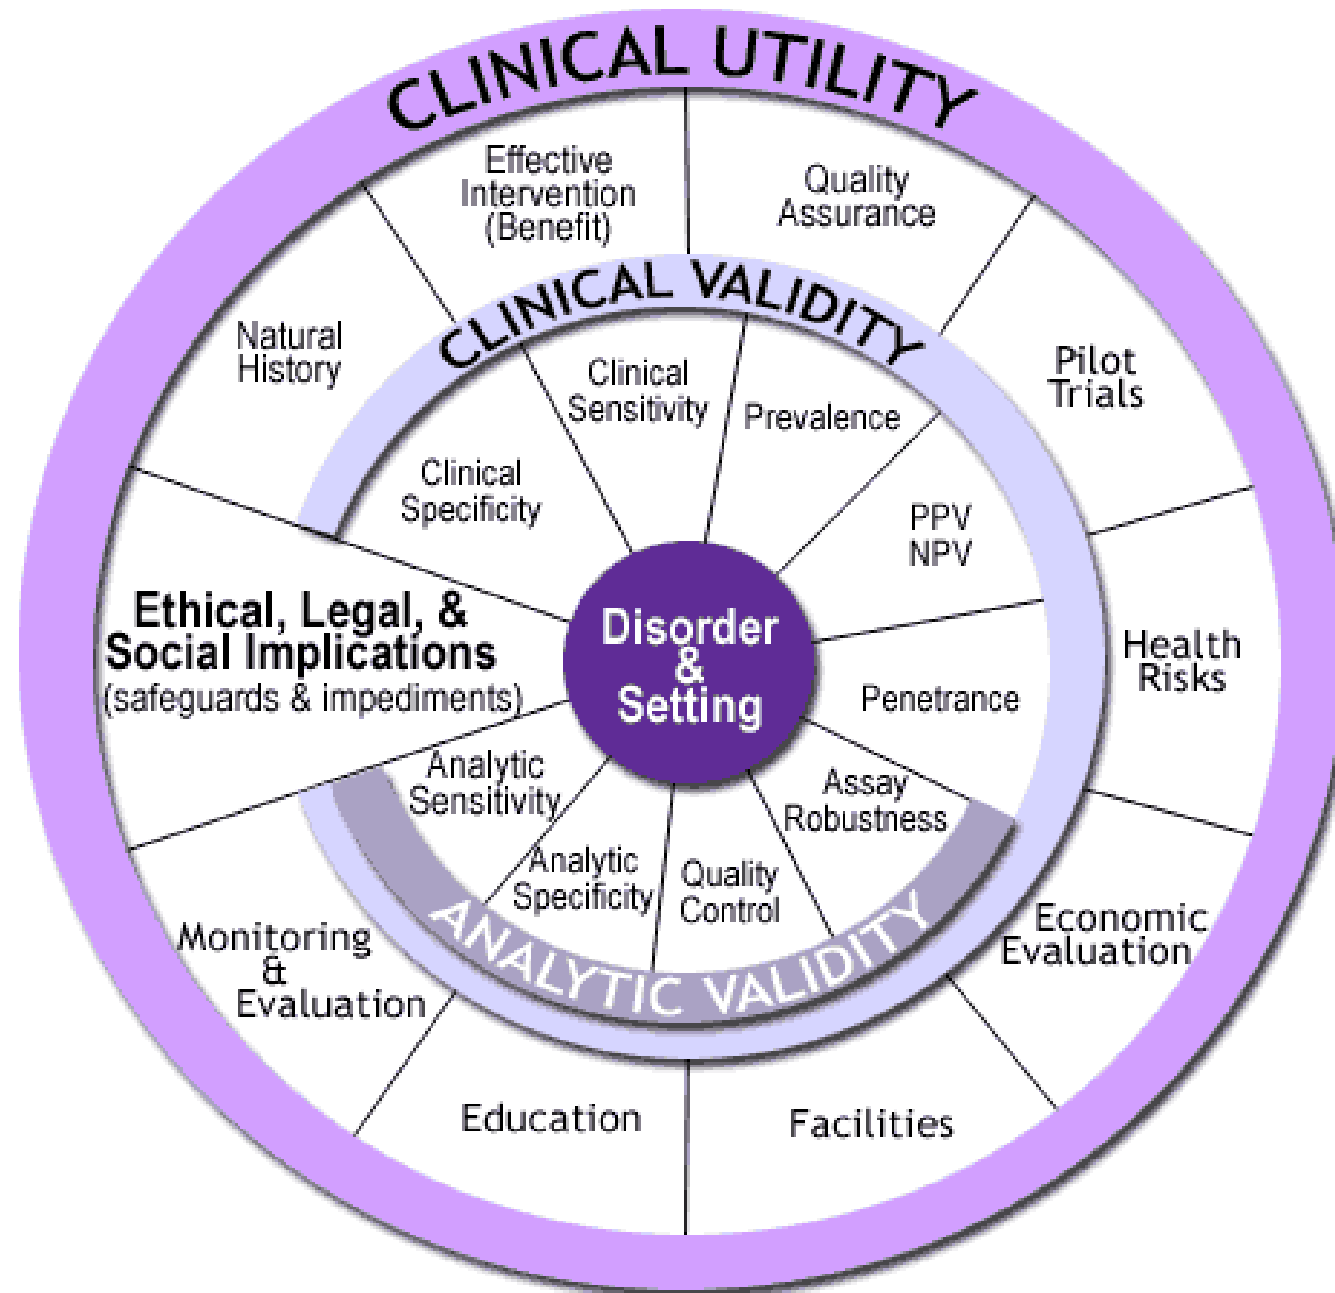 CLINICAL UTILITY
Effective
Intervention
(Benefit)
Quality
Assurance
Natural
History
Pilot
Trials
Health
Risks
Economic
Evaluation
Facilities
Education
Monitoring
&
Evaluation
CLINICAL VALIDITY
Clinical
Specificity
Clinical
Sensitivity
Prevalence
PPV
NPV
Penetrance
Ethical, Legal, &
Social Implications
(safeguards & impediments)
Disorder
&
Setting
Analytic
Sensitivity
Analytic
Specificity
Quality
Control
Assay
Robustness
ANALYTIC VALIDITY